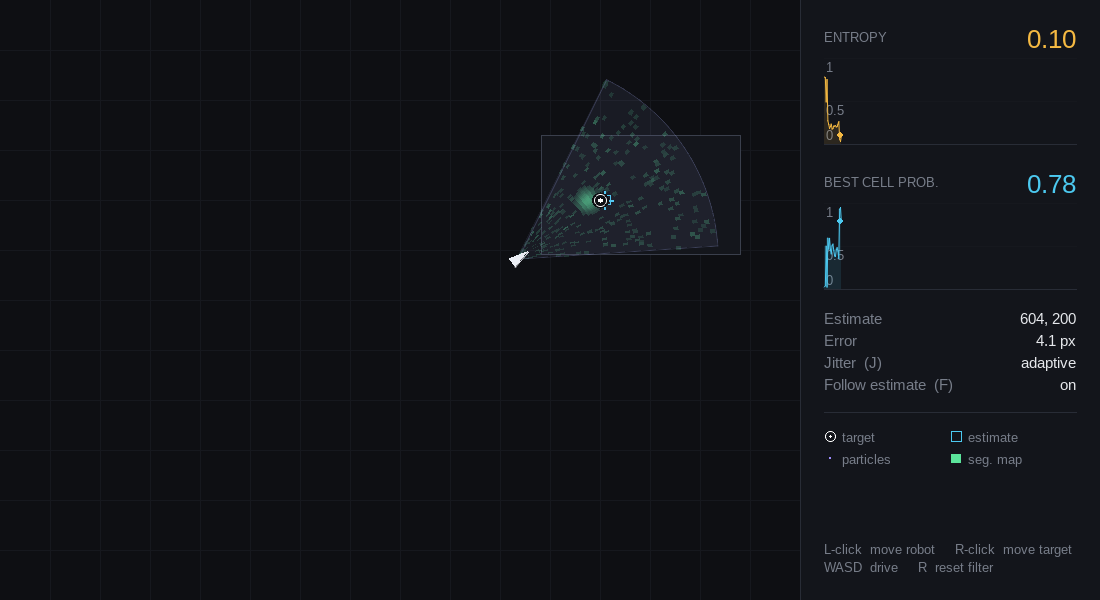 ENTROPY 0.10
1
0.5
0
BEST CELL PROB. 0.78
1
0.5
0
Estimate 604, 200
Error 4.1 px
Jitter (J) adaptive
Follow estimate (F) on
target estimate
particles seg. map
L-click move robot R-click move target
WASD drive R reset filter